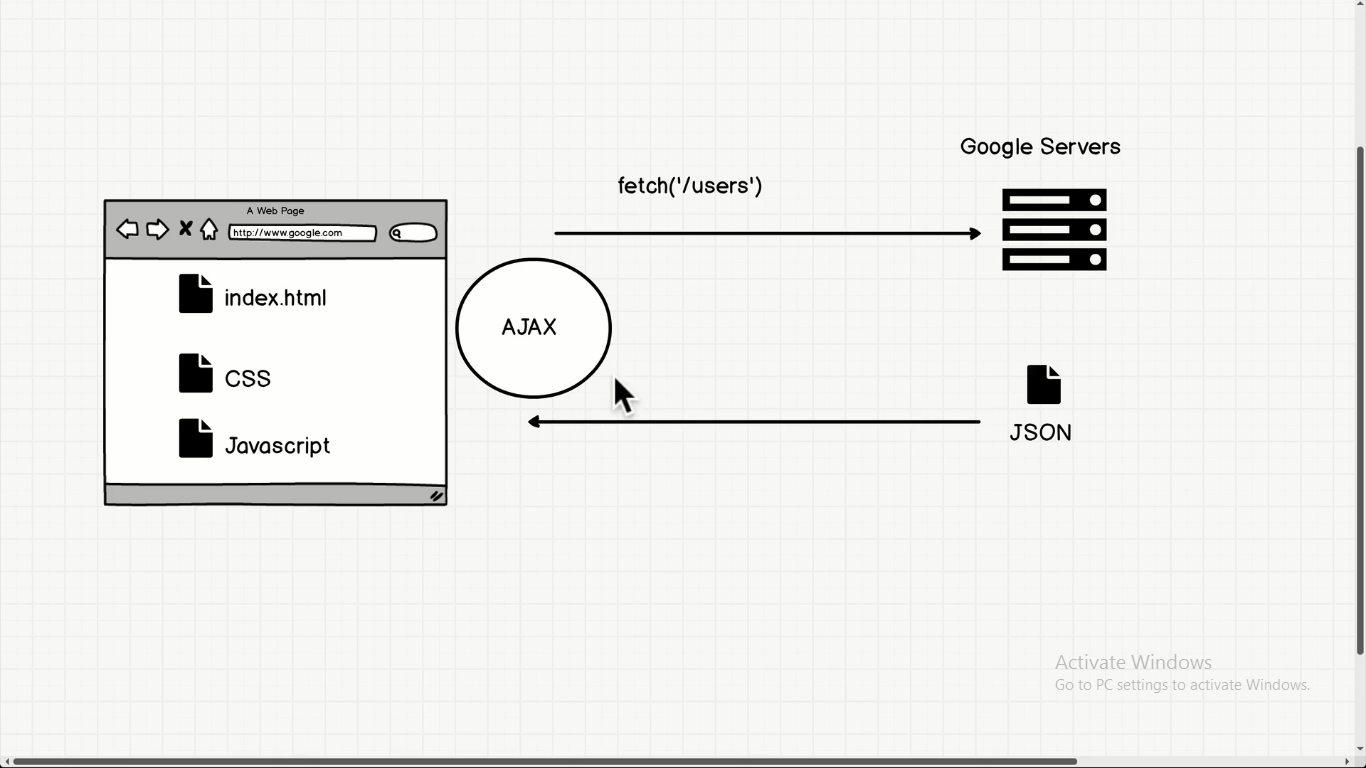 Google Servers
fetch('/users')
A Web Page
http://www.google.com
index.html
AJAX
CSS
JSON
Javascript
Activate Windows
Go to PC settings to activate Windows.